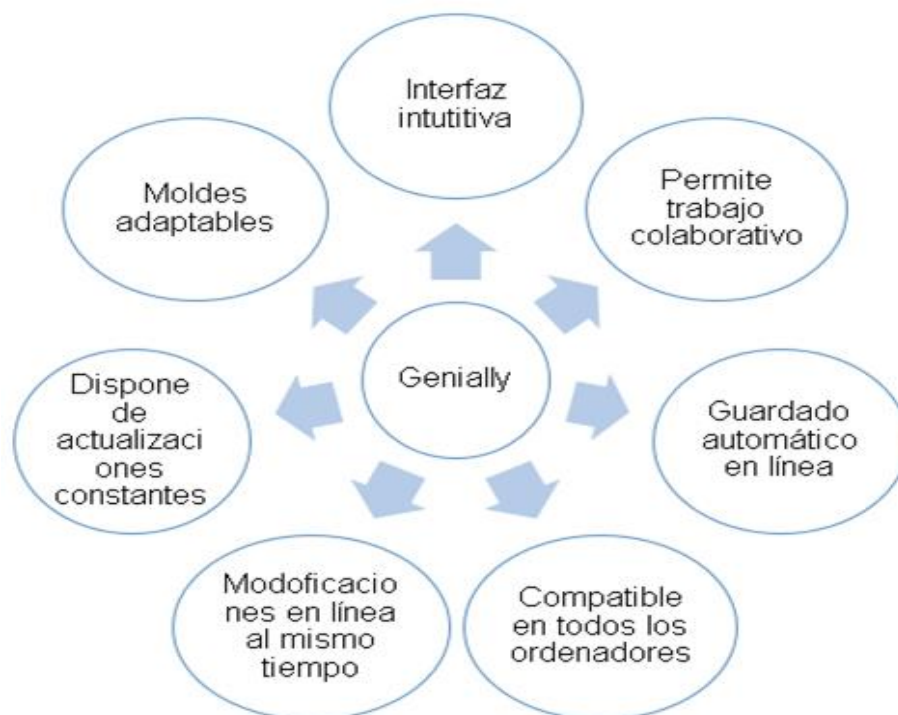 Interfaz
intutitiva
Permite
trabajo
colaborativo
Guardado
automático
en línea
Compatible
en todos los
ordenadores
Modoficacio
nes en línea
al mismo
tiempo
Dispone
de
actualizaci
ones
constantes
Moldes
adaptables
Genially